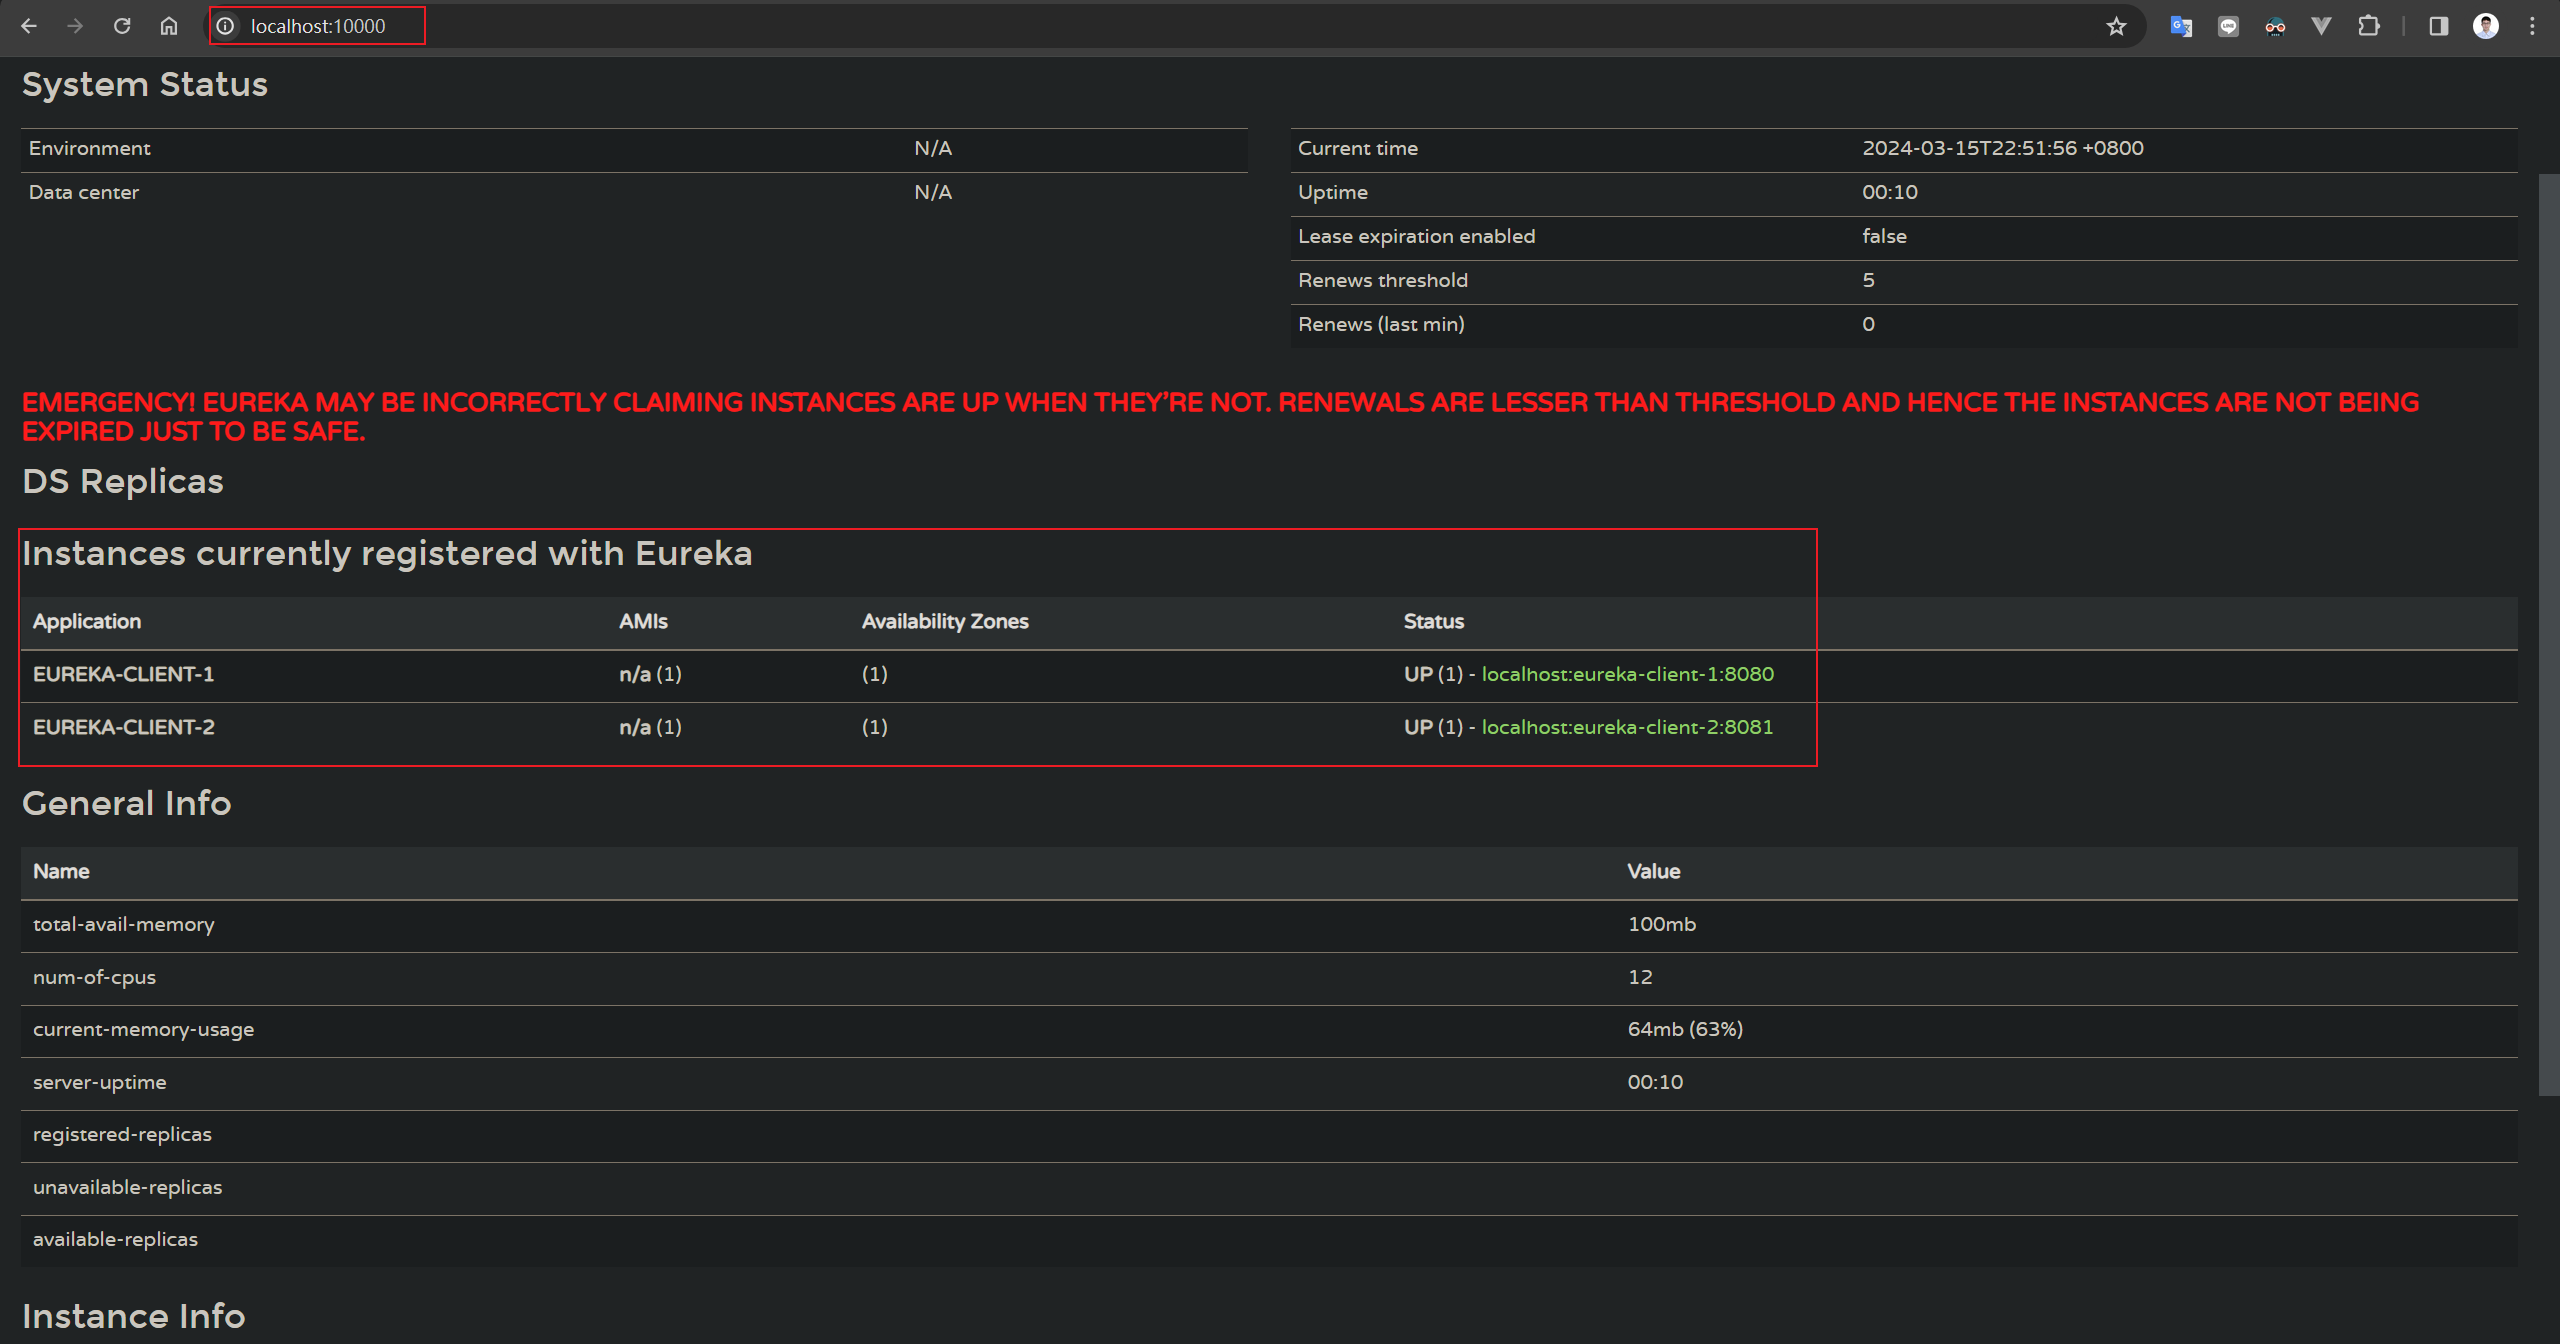 localhost:10000
System Status
Environment N/A
Data center N/A
Current time 2024-03-15T22:51:56 +0800
Uptime 00:10
Lease expiration enabled false
Renews threshold 5
Renews (last min) 0
EMERGENCY! EUREKA MAY BE INCORRECTLY CLAIMING INSTANCES ARE UP WHEN THEY'RE NOT. RENEWALS ARE LESSER THAN THRESHOLD AND HENCE THE INSTANCES ARE NOT BEING
EXPIRED JUST TO BE SAFE.
DS Replicas
Instances currently registered with Eureka
Application AMIs Availability Zones Status
EUREKA-CLIENT-1 n/a (1) (1) UP (1) - localhost:eureka-client-1:8080
EUREKA-CLIENT-2 n/a (1) (1) UP (1) - localhost:eureka-client-2:8081
General Info
Name Value
total-avail-memory 100mb
num-of-cpus 12
current-memory-usage 64mb (63%)
server-uptime 00:10
registered-replicas
unavailable-replicas
available-replicas
Instance Info